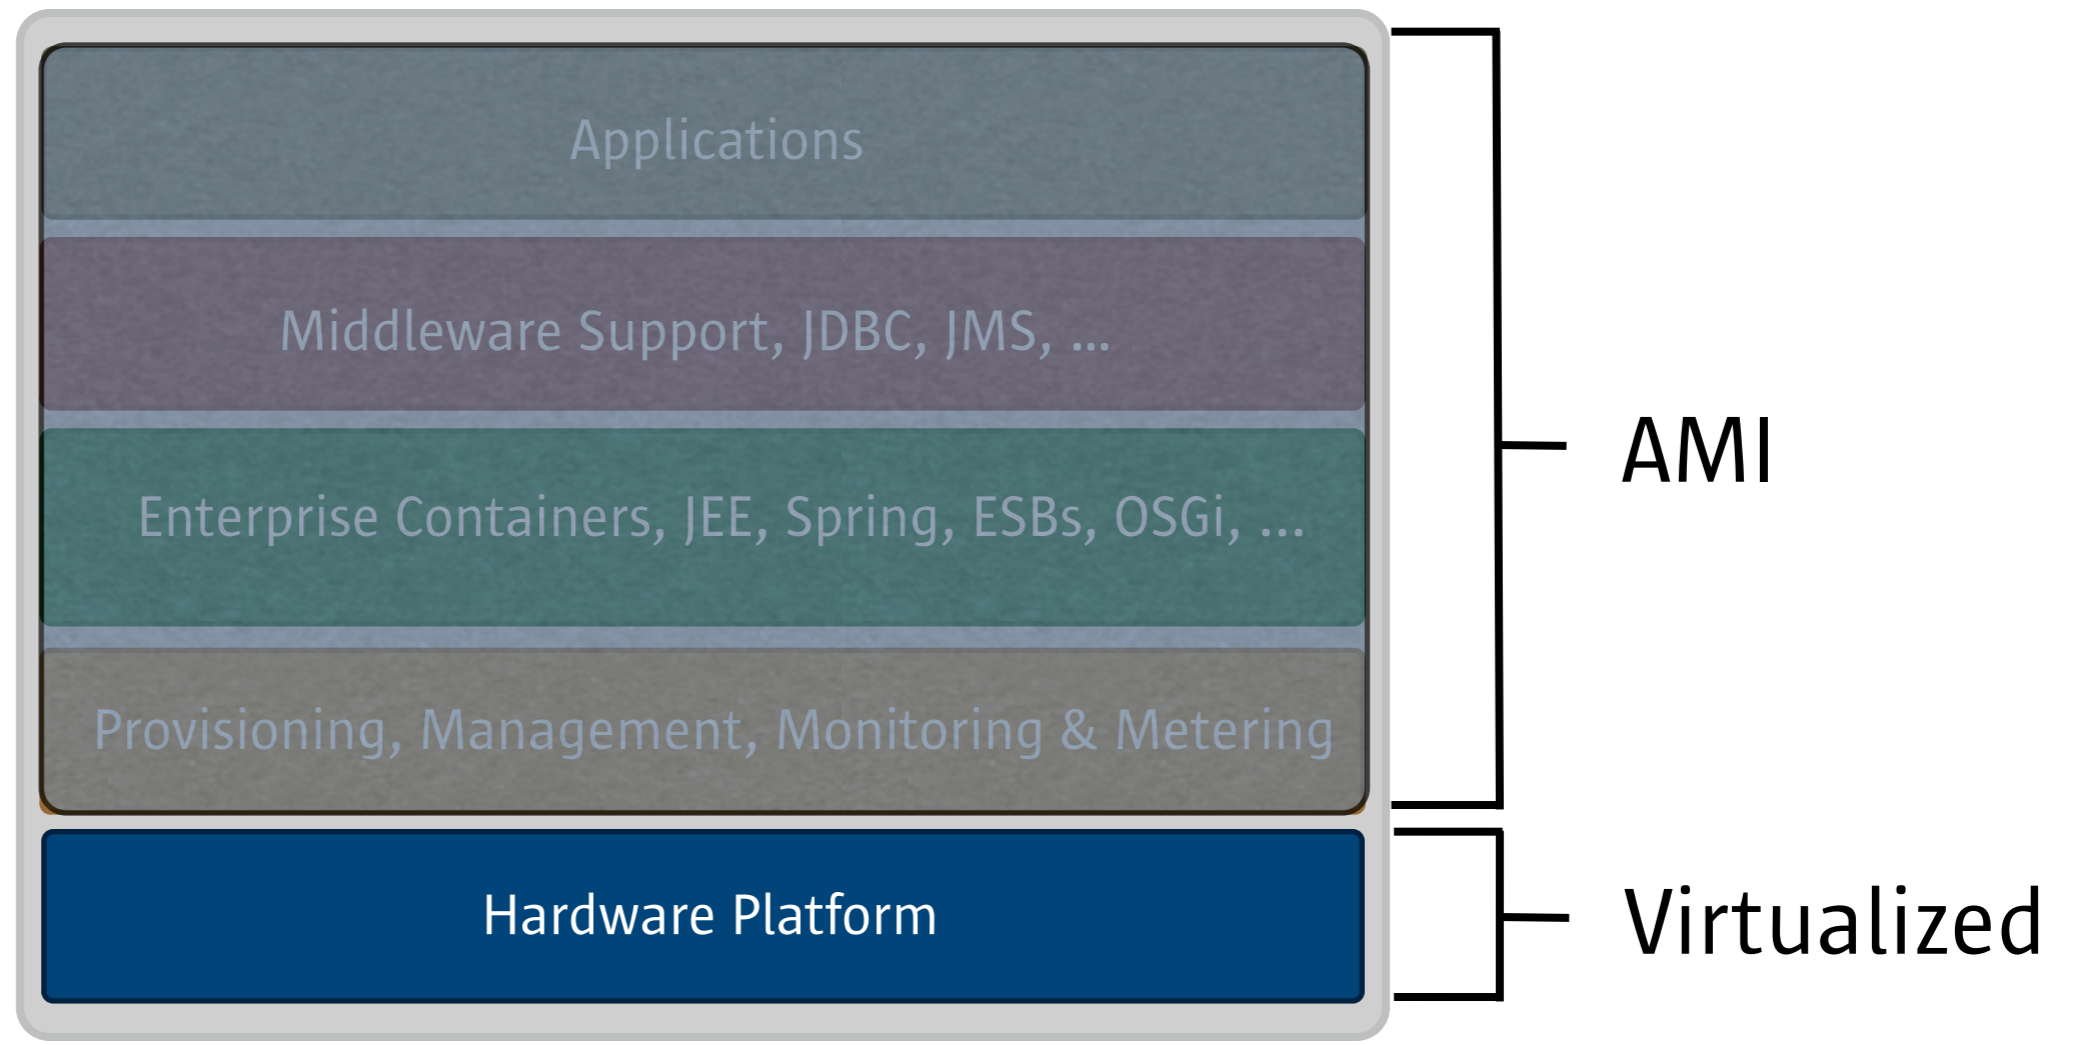 Applications
Middleware Support, JDBC, JMS, ...
Enterprise Containers, JEE, Spring, ESBs, OSGi, ...
Provisioning, Management, Monitoring & Metering
AMI
Hardware Platform
Virtualized